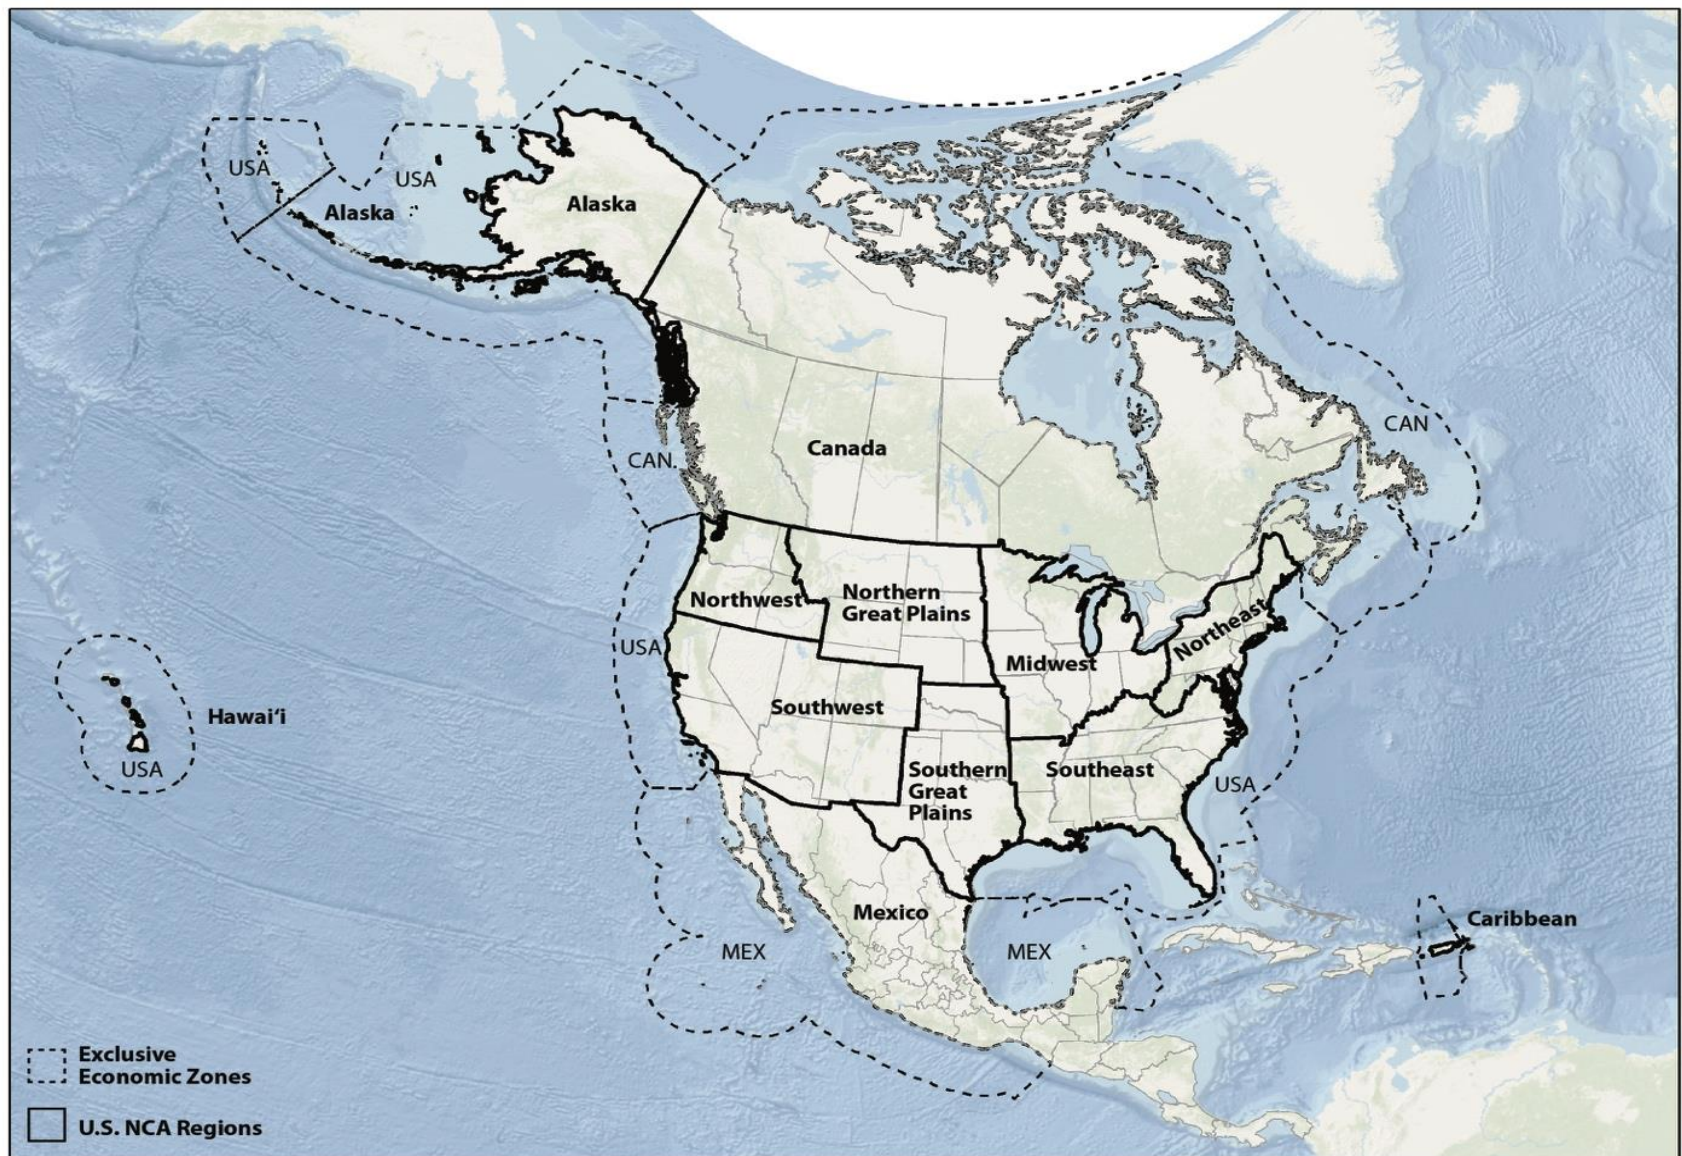 USA
USA
Alaska
Alaska
CAN
Canada
CAN
Northwest
Northern
Great Plains
Northeast
USA
Midwest
Southwest
Hawai‘i
USA
Southern
Great
Plains
Southeast
USA
Mexico
Caribbean
MEX
MEX
Exclusive
Economic Zones
U.S. NCA Regions